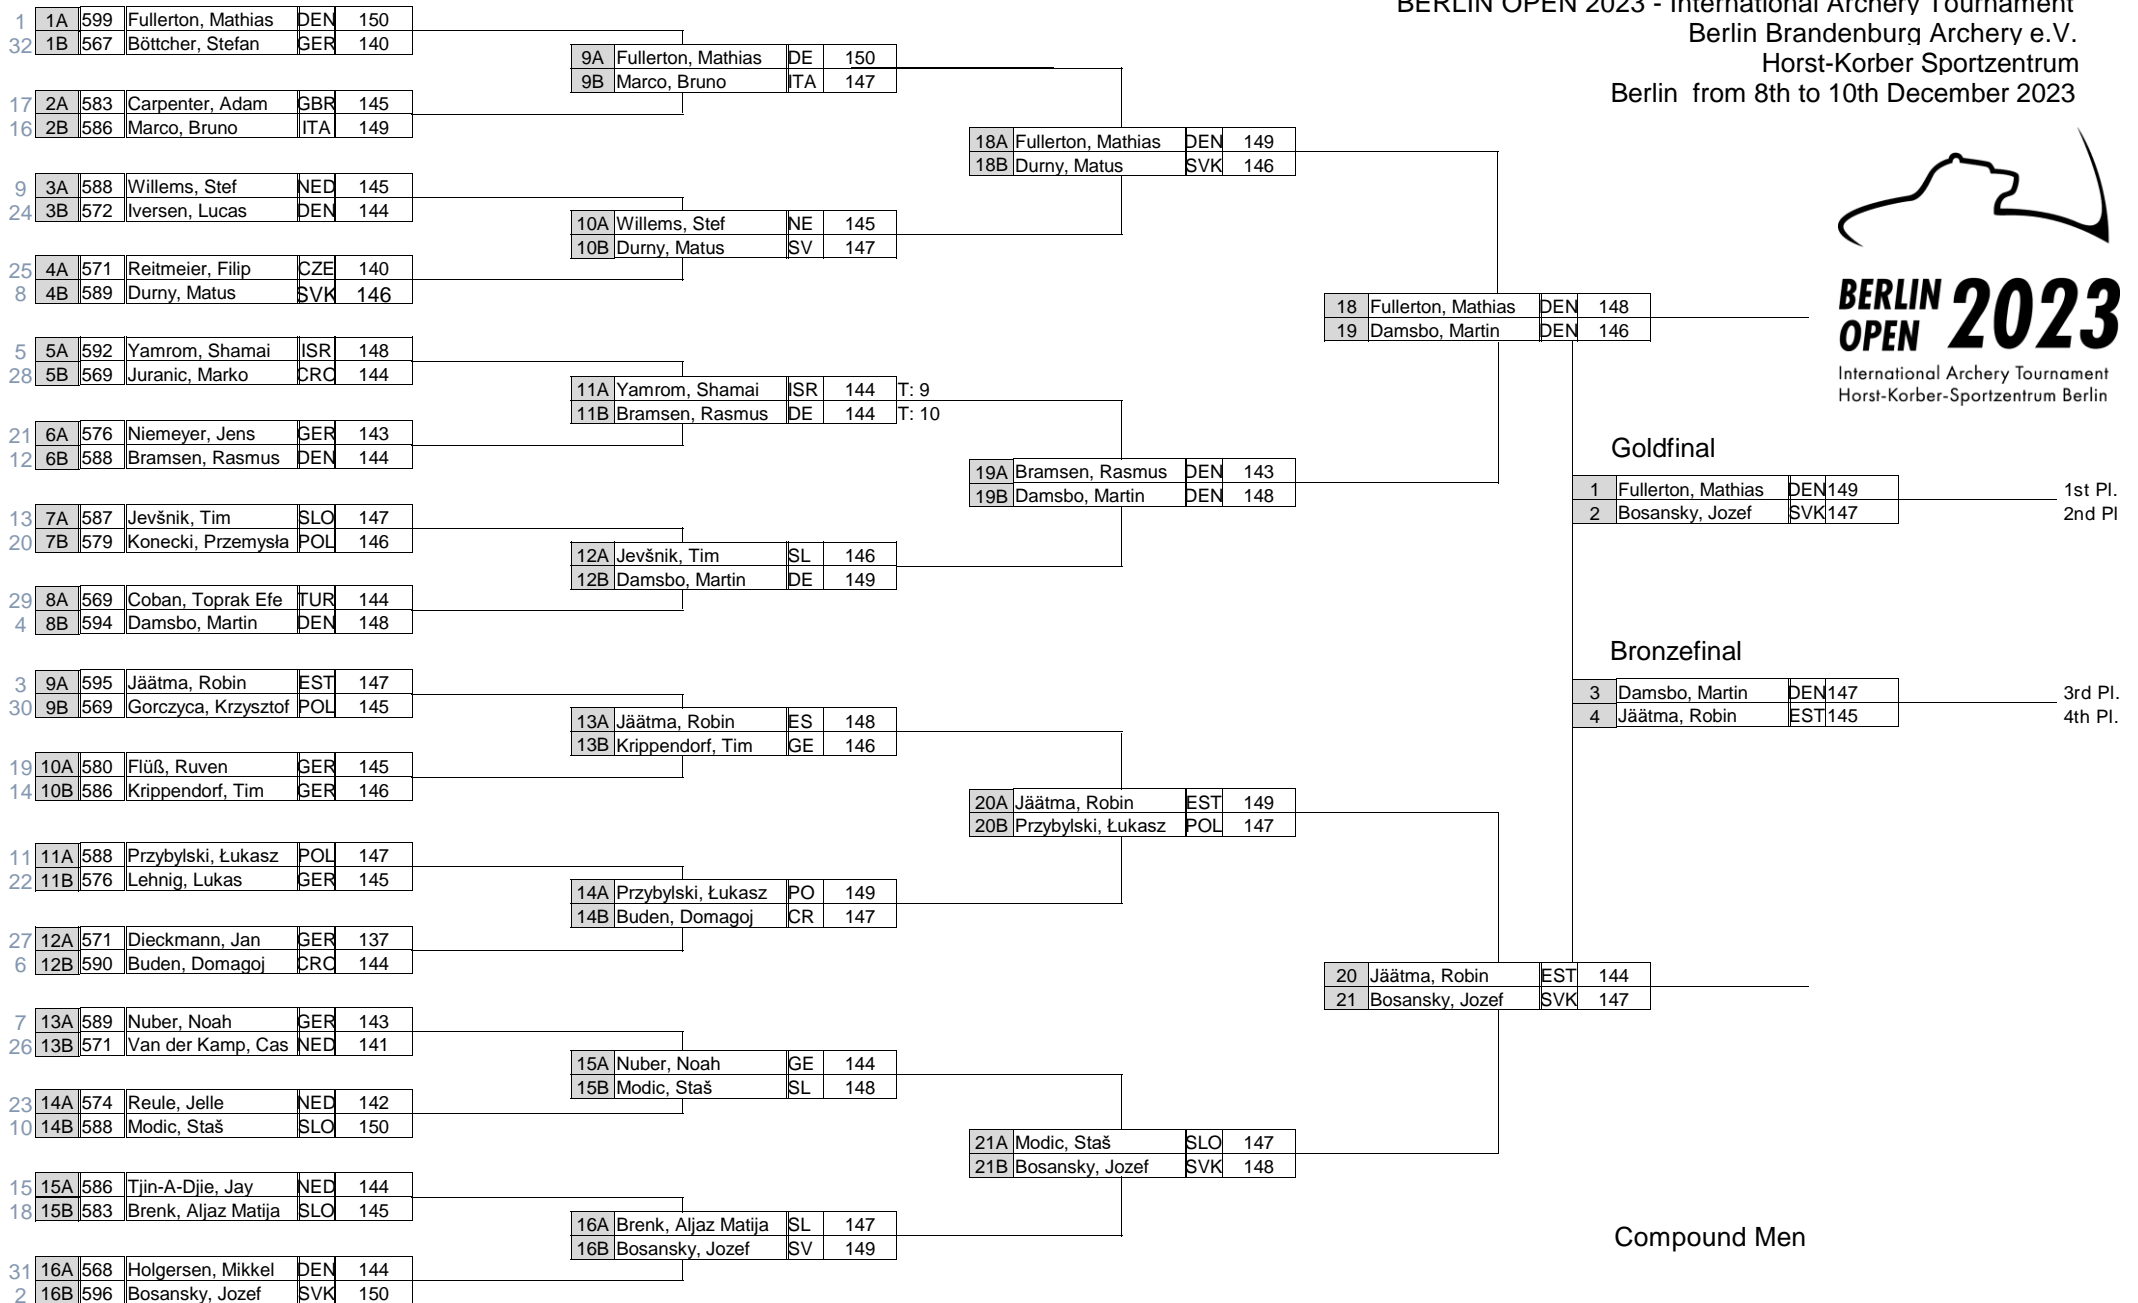 BERLIN OPEN 2023 - International Archery Tournament
Berlin Brandenburg Archery e.V.
Horst-Korber Sportzentrum
Berlin from 8th to 10th December 2023
BERLIN OPEN 2023
International Archery Tournament
Horst-Korber-Sportzentrum Berlin
1 1A 599 Fullerton, Mathias DEN 150
32 1B 567 Böttcher, Stefan GER 140
17 2A 583 Carpenter, Adam GBR 145
16 2B 586 Marco, Bruno ITA 149
9 3A 588 Willems, Stef NED 145
24 3B 572 Iversen, Lucas DEN 144
25 4A 571 Reitmeier, Filip CZE 140
8 4B 589 Durny, Matus SVK 146
5 5A 592 Yamrom, Shamai ISR 148
28 5B 569 Juranic, Marko CRO 144
21 6A 576 Niemeyer, Jens GER 143
12 6B 588 Bramsen, Rasmus DEN 144
13 7A 587 Jevšnik, Tim SLO 147
20 7B 579 Konecki, Przemysła POL 146
29 8A 569 Coban, Toprak Efe TUR 144
4 8B 594 Damsbo, Martin DEN 148
3 9A 595 Jäätma, Robin EST 147
30 9B 569 Gorczyca, Krzysztof POL 145
19 10A 580 Flüß, Ruven GER 145
14 10B 586 Krippendorf, Tim GER 146
11 11A 588 Przybylski, Łukasz POL 147
22 11B 576 Lehnig, Lukas GER 145
27 12A 571 Dieckmann, Jan GER 137
6 12B 590 Buden, Domagoj CRO 144
7 13A 589 Nuber, Noah GER 143
26 13B 571 Van der Kamp, Cas NED 141
23 14A 574 Reule, Jelle NED 142
10 14B 588 Modic, Staš SLO 150
15 15A 586 Tjin-A-Djie, Jay NED 144
18 15B 583 Brenk, Aljaz Matija SLO 145
31 16A 568 Holgersen, Mikkel DEN 144
2 16B 596 Bosansky, Jozef SVK 150
9A Fullerton, Mathias DE 150
9B Marco, Bruno ITA 147
10A Willems, Stef NE 145
10B Durny, Matus SV 147
11A Yamrom, Shamai ISR 144 T: 9
11B Bramsen, Rasmus DE 144 T: 10
12A Jevšnik, Tim SL 146
12B Damsbo, Martin DE 149
13A Jäätma, Robin ES 148
13B Krippendorf, Tim GE 146
14A Przybylski, Łukasz PO 149
14B Buden, Domagoj CR 147
15A Nuber, Noah GE 144
15B Modic, Staš SL 148
16A Brenk, Aljaz Matija SL 147
16B Bosansky, Jozef SV 149
18A Fullerton, Mathias DEN 149
18B Durny, Matus SVK 146
19A Bramsen, Rasmus DEN 143
19B Damsbo, Martin DEN 148
20A Jäätma, Robin EST 149
20B Przybylski, Łukasz POL 147
21A Modic, Staš SLO 147
21B Bosansky, Jozef SVK 148
18 Fullerton, Mathias DEN 148
19 Damsbo, Martin DEN 146
20 Jäätma, Robin EST 144
21 Bosansky, Jozef SVK 147
Goldfinal
1 Fullerton, Mathias DEN 149 1st Pl.
2 Bosansky, Jozef SVK 147 2nd Pl
Bronzefinal
3 Damsbo, Martin DEN 147 3rd Pl.
4 Jäätma, Robin EST 145 4th Pl.
Compound Men